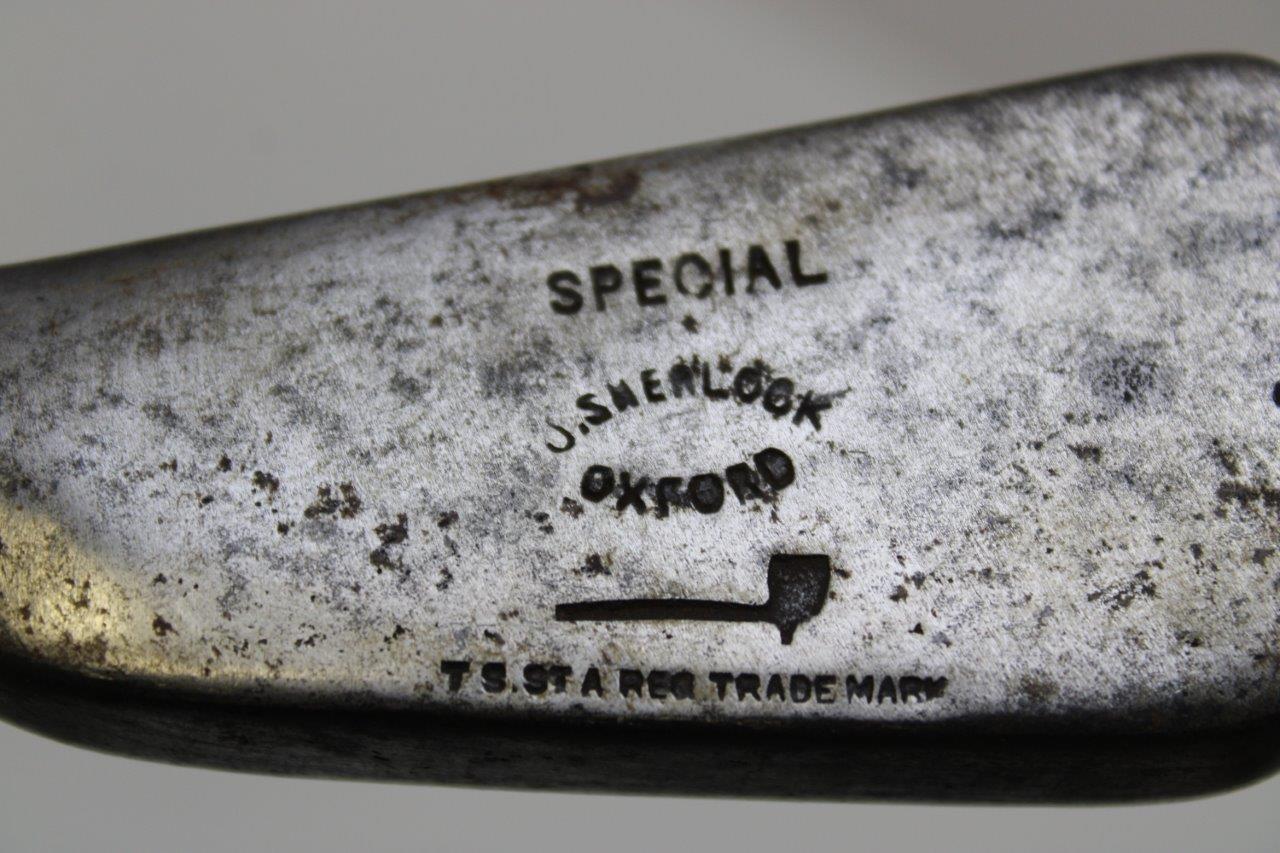 SPECIAL
J. SHERLOCK
OXFORD
T S. ST A REG TRADE MARK